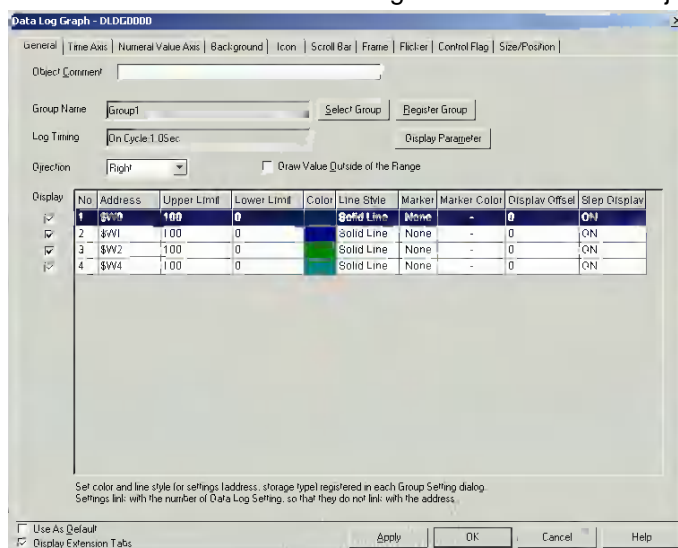 Data Log Graph - DLDG0000
General Time Axis Numeral Value Axis Background Icon Scroll Bar Frame Flicker Control Flag Size/Position
Object Comment
Group Name Group1 Select Group Register Group
Log Timing On Cycle:1.0Sec Display Parameter
Direction Right Draw Value Outside of the Range
Display No Address Upper Limit Lower Limit Color Line Style Marker Marker Color Display Offset Step Display
1 $W0 100 0 Solid Line None - 0 ON
2 $W1 100 0 Solid Line None - 0 ON
3 $W2 100 0 Solid Line None - 0 ON
4 $W4 100 0 Solid Line None - 0 ON
Set color and line style for settings (address, storage type) registered in each Group Setting dialog.
Settings link with the number of Data Log Setting, so that they do not link with the address.
Use As Default
Display Extension Tabs Apply OK Cancel Help